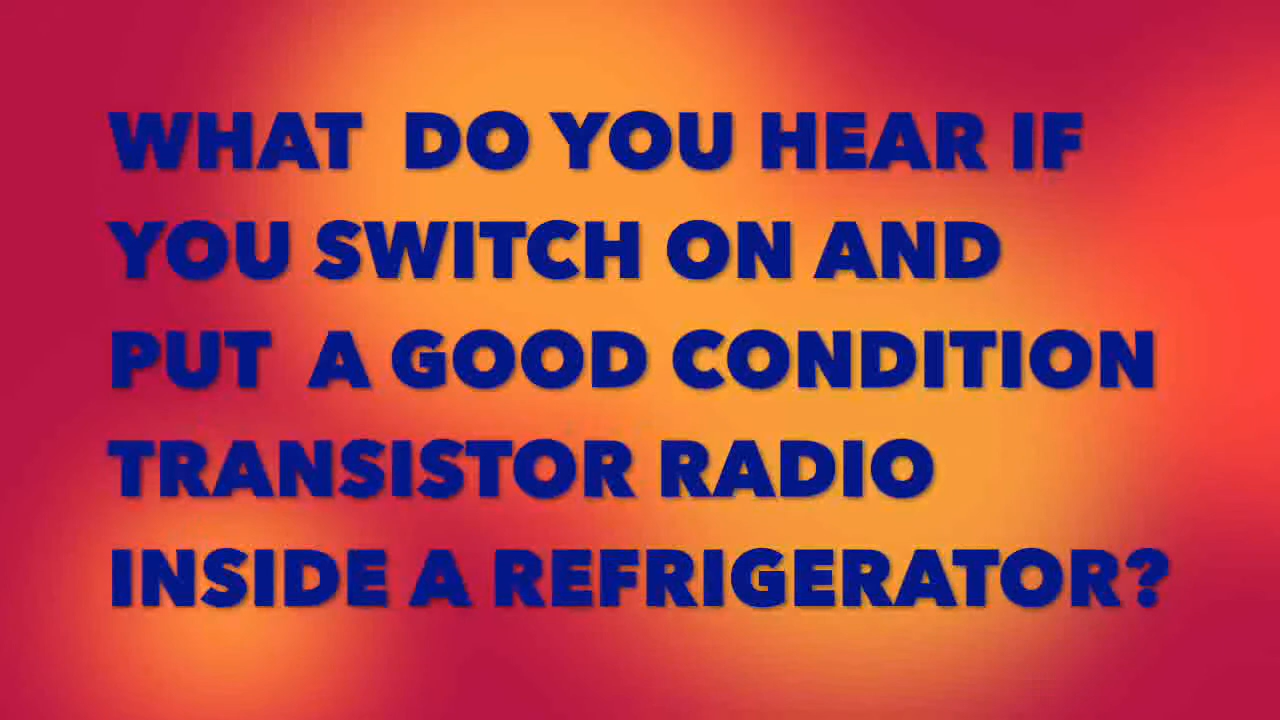 WHAT  DO YOU HEAR IF
YOU SWITCH ON AND
PUT  A GOOD CONDITION
TRANSISTOR RADIO
INSIDE A REFRIGERATOR?